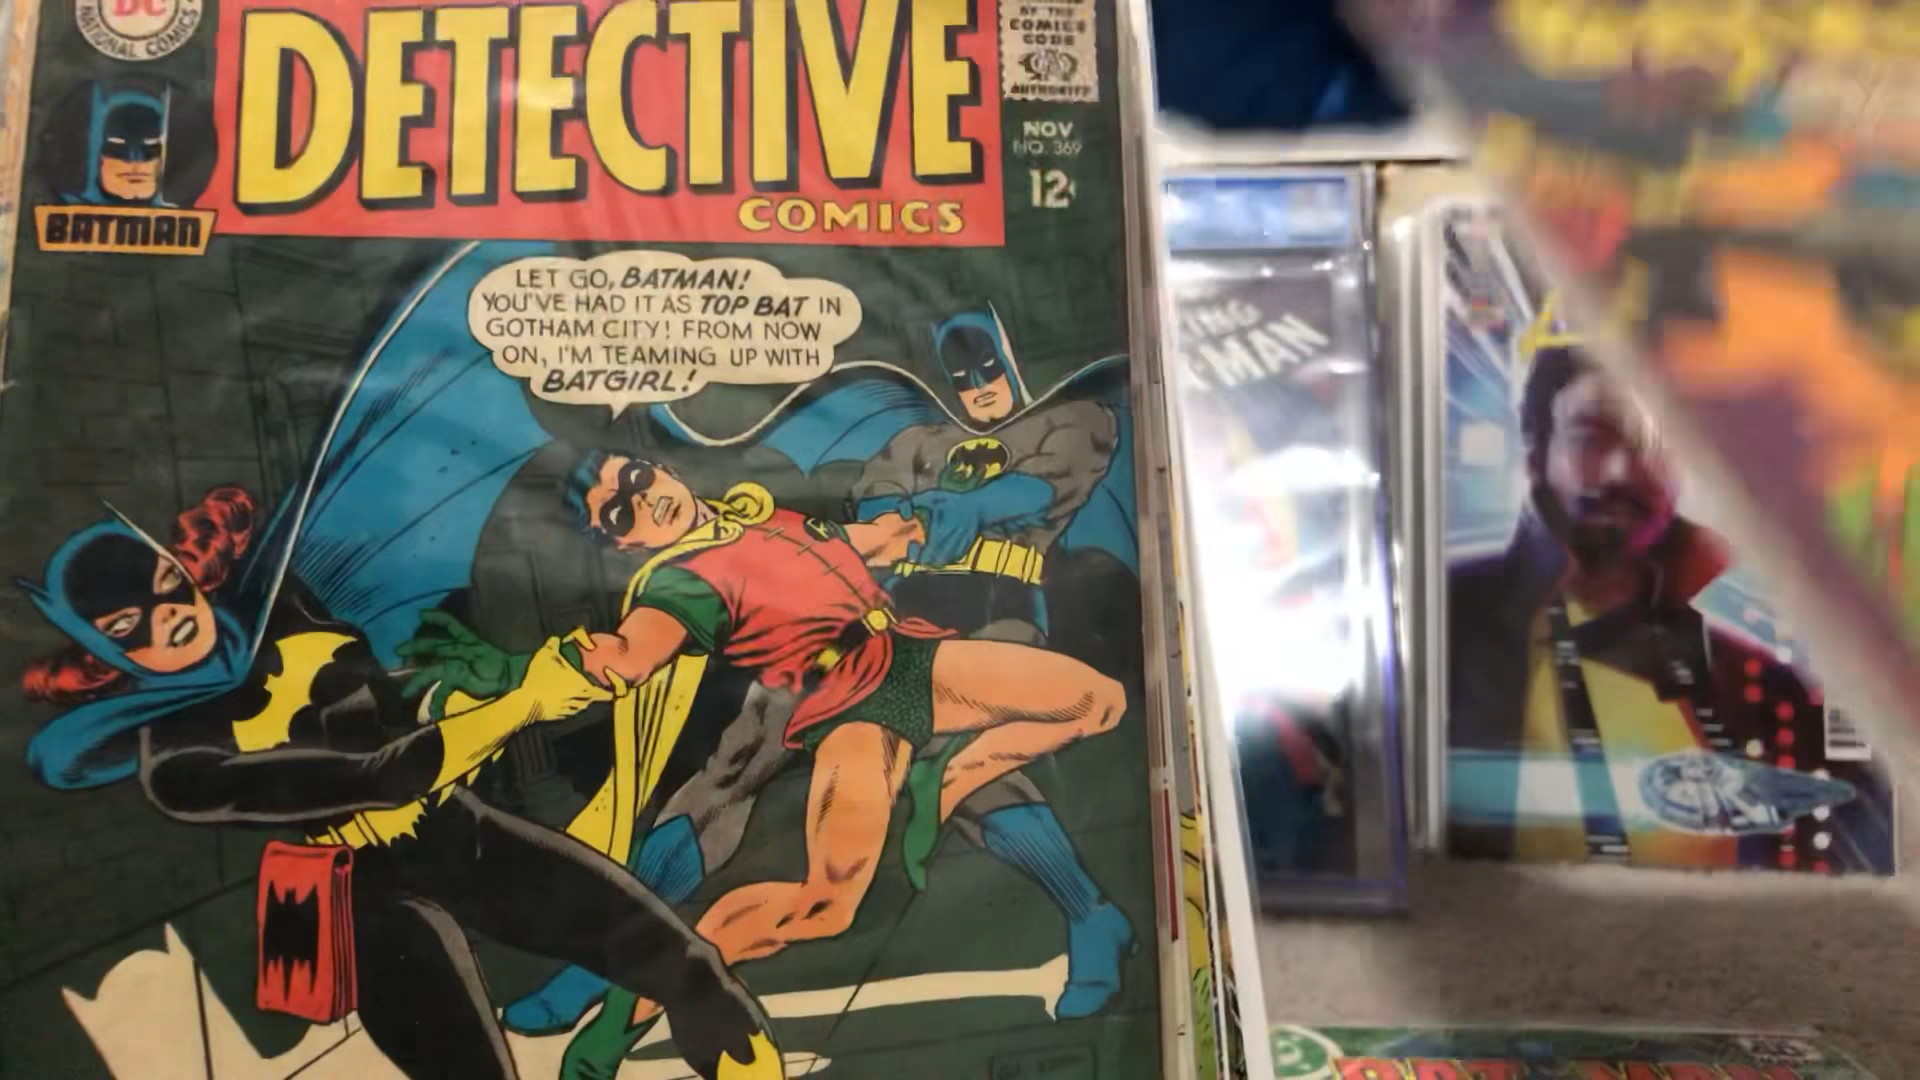 DC
NATIONAL COMICS
DETECTIVE
COMICS
BY THE
COMICS
CODE
AUTHORITY
NOV
NO. 369
12¢
BATMAN
LET GO, BATMAN!
YOU'VE HAD IT AS TOP BAT IN
GOTHAM CITY! FROM NOW
ON, I'M TEAMING UP WITH
BATGIRL!
R
MAN